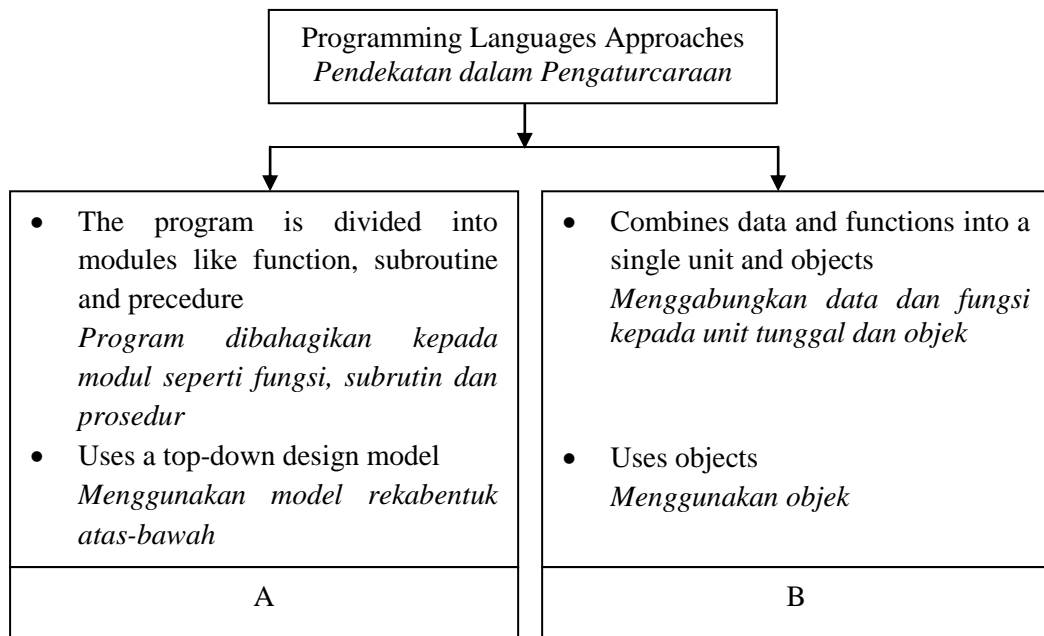 Programming Languages Approaches
Pendekatan dalam Pengaturcaraan
• The program is divided into
modules like function, subroutine
and precedure
Program dibahagikan kepada
modul seperti fungsi, subrutin dan
prosedur
• Uses a top-down design model
Menggunakan model rekabentuk
atas-bawah
A
• Combines data and functions into a
single unit and objects
Menggabungkan data dan fungsi
kepada unit tunggal dan objek
• Uses objects
Menggunakan objek
B